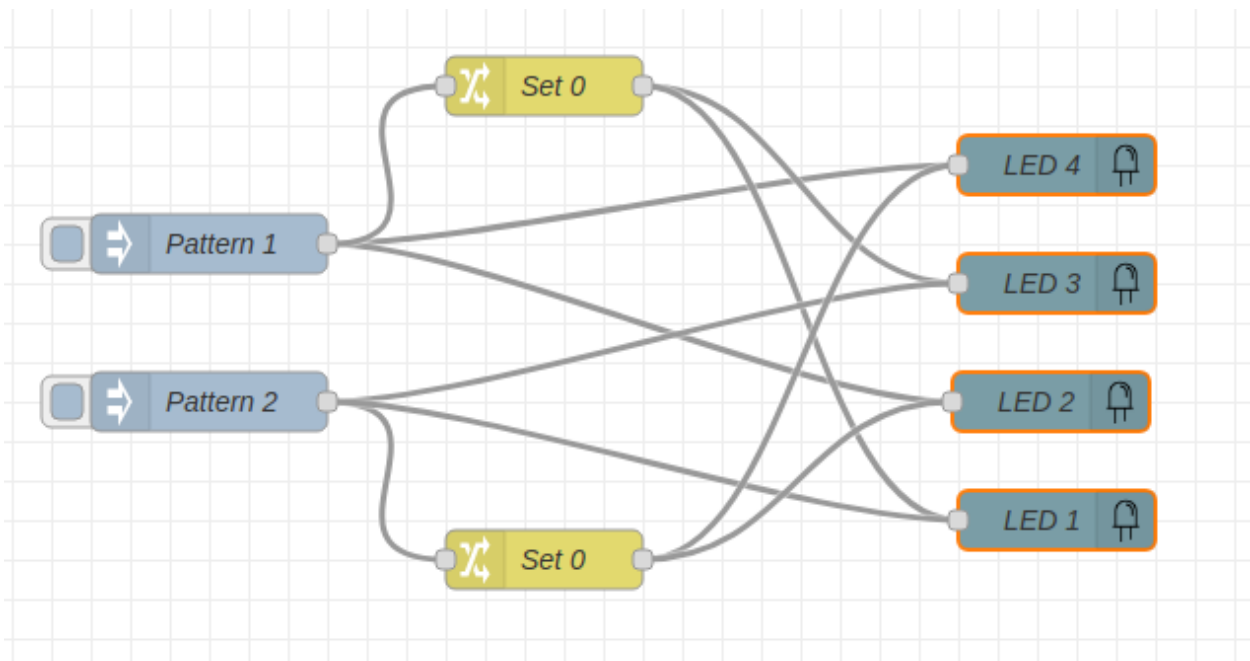 Set 0
LED 4
Pattern 1
LED 3
Pattern 2
LED 2
LED 1
Set 0